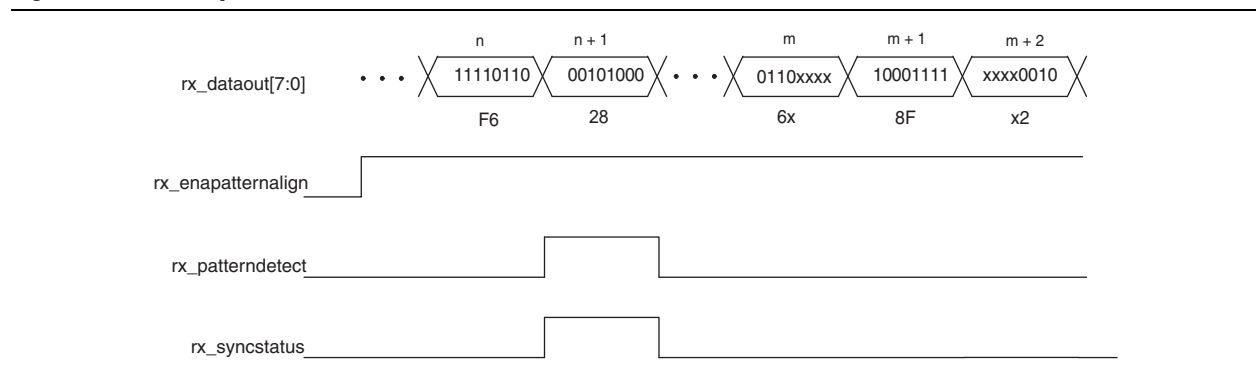 n n + 1 m m + 1 m + 2
rx_dataout[7:0] • • • 11110110 00101000 • • • 0110xxxx 10001111 xxxx0010
F6 28 6x 8F x2
rx_enapatternalign
rx_patterndetect
rx_syncstatus